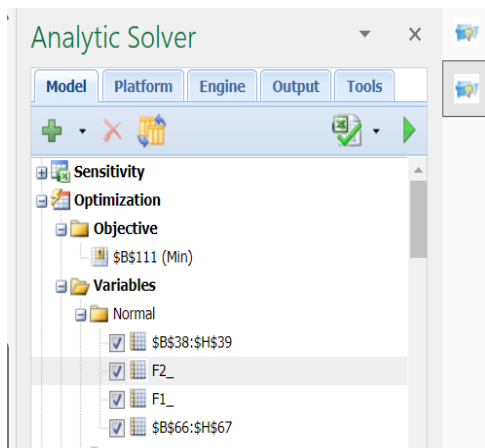 Analytic Solver
Model Platform Engine Output Tools
Sensitivity
Optimization
Objective
$B$111 (Min)
Variables
Normal
$B$38:$H$39
F2_
F1_
$B$66:$H$67